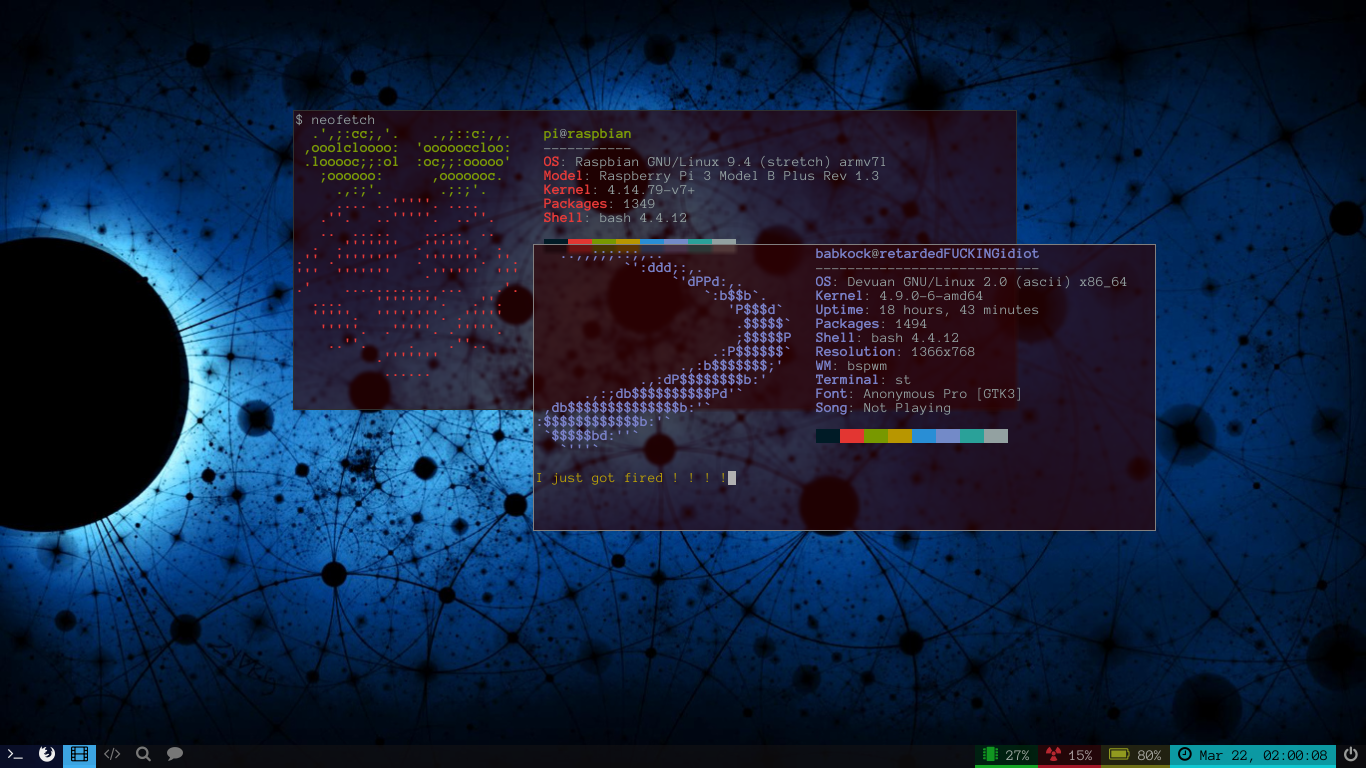 $ neofetch
pi@raspbian
-----------
OS: Raspbian GNU/Linux 9.4 (stretch) armv7l
Model: Raspberry Pi 3 Model B Plus Rev 1.3
Kernel: 4.14.79-v7+
Packages: 1349
Shell: bash 4.4.12
babkock@retardedFUCKINGidiot
----------------------------
OS: Devuan GNU/Linux 2.0 (ascii) x86_64
Kernel: 4.9.0-6-amd64
Uptime: 18 hours, 43 minutes
Packages: 1494
Shell: bash 4.4.12
Resolution: 1366x768
WM: bspwm
Terminal: st
Font: Anonymous Pro [GTK3]
Song: Not Playing
I just got fired ! ! ! !
27% 15% 80% Mar 22, 02:00:08